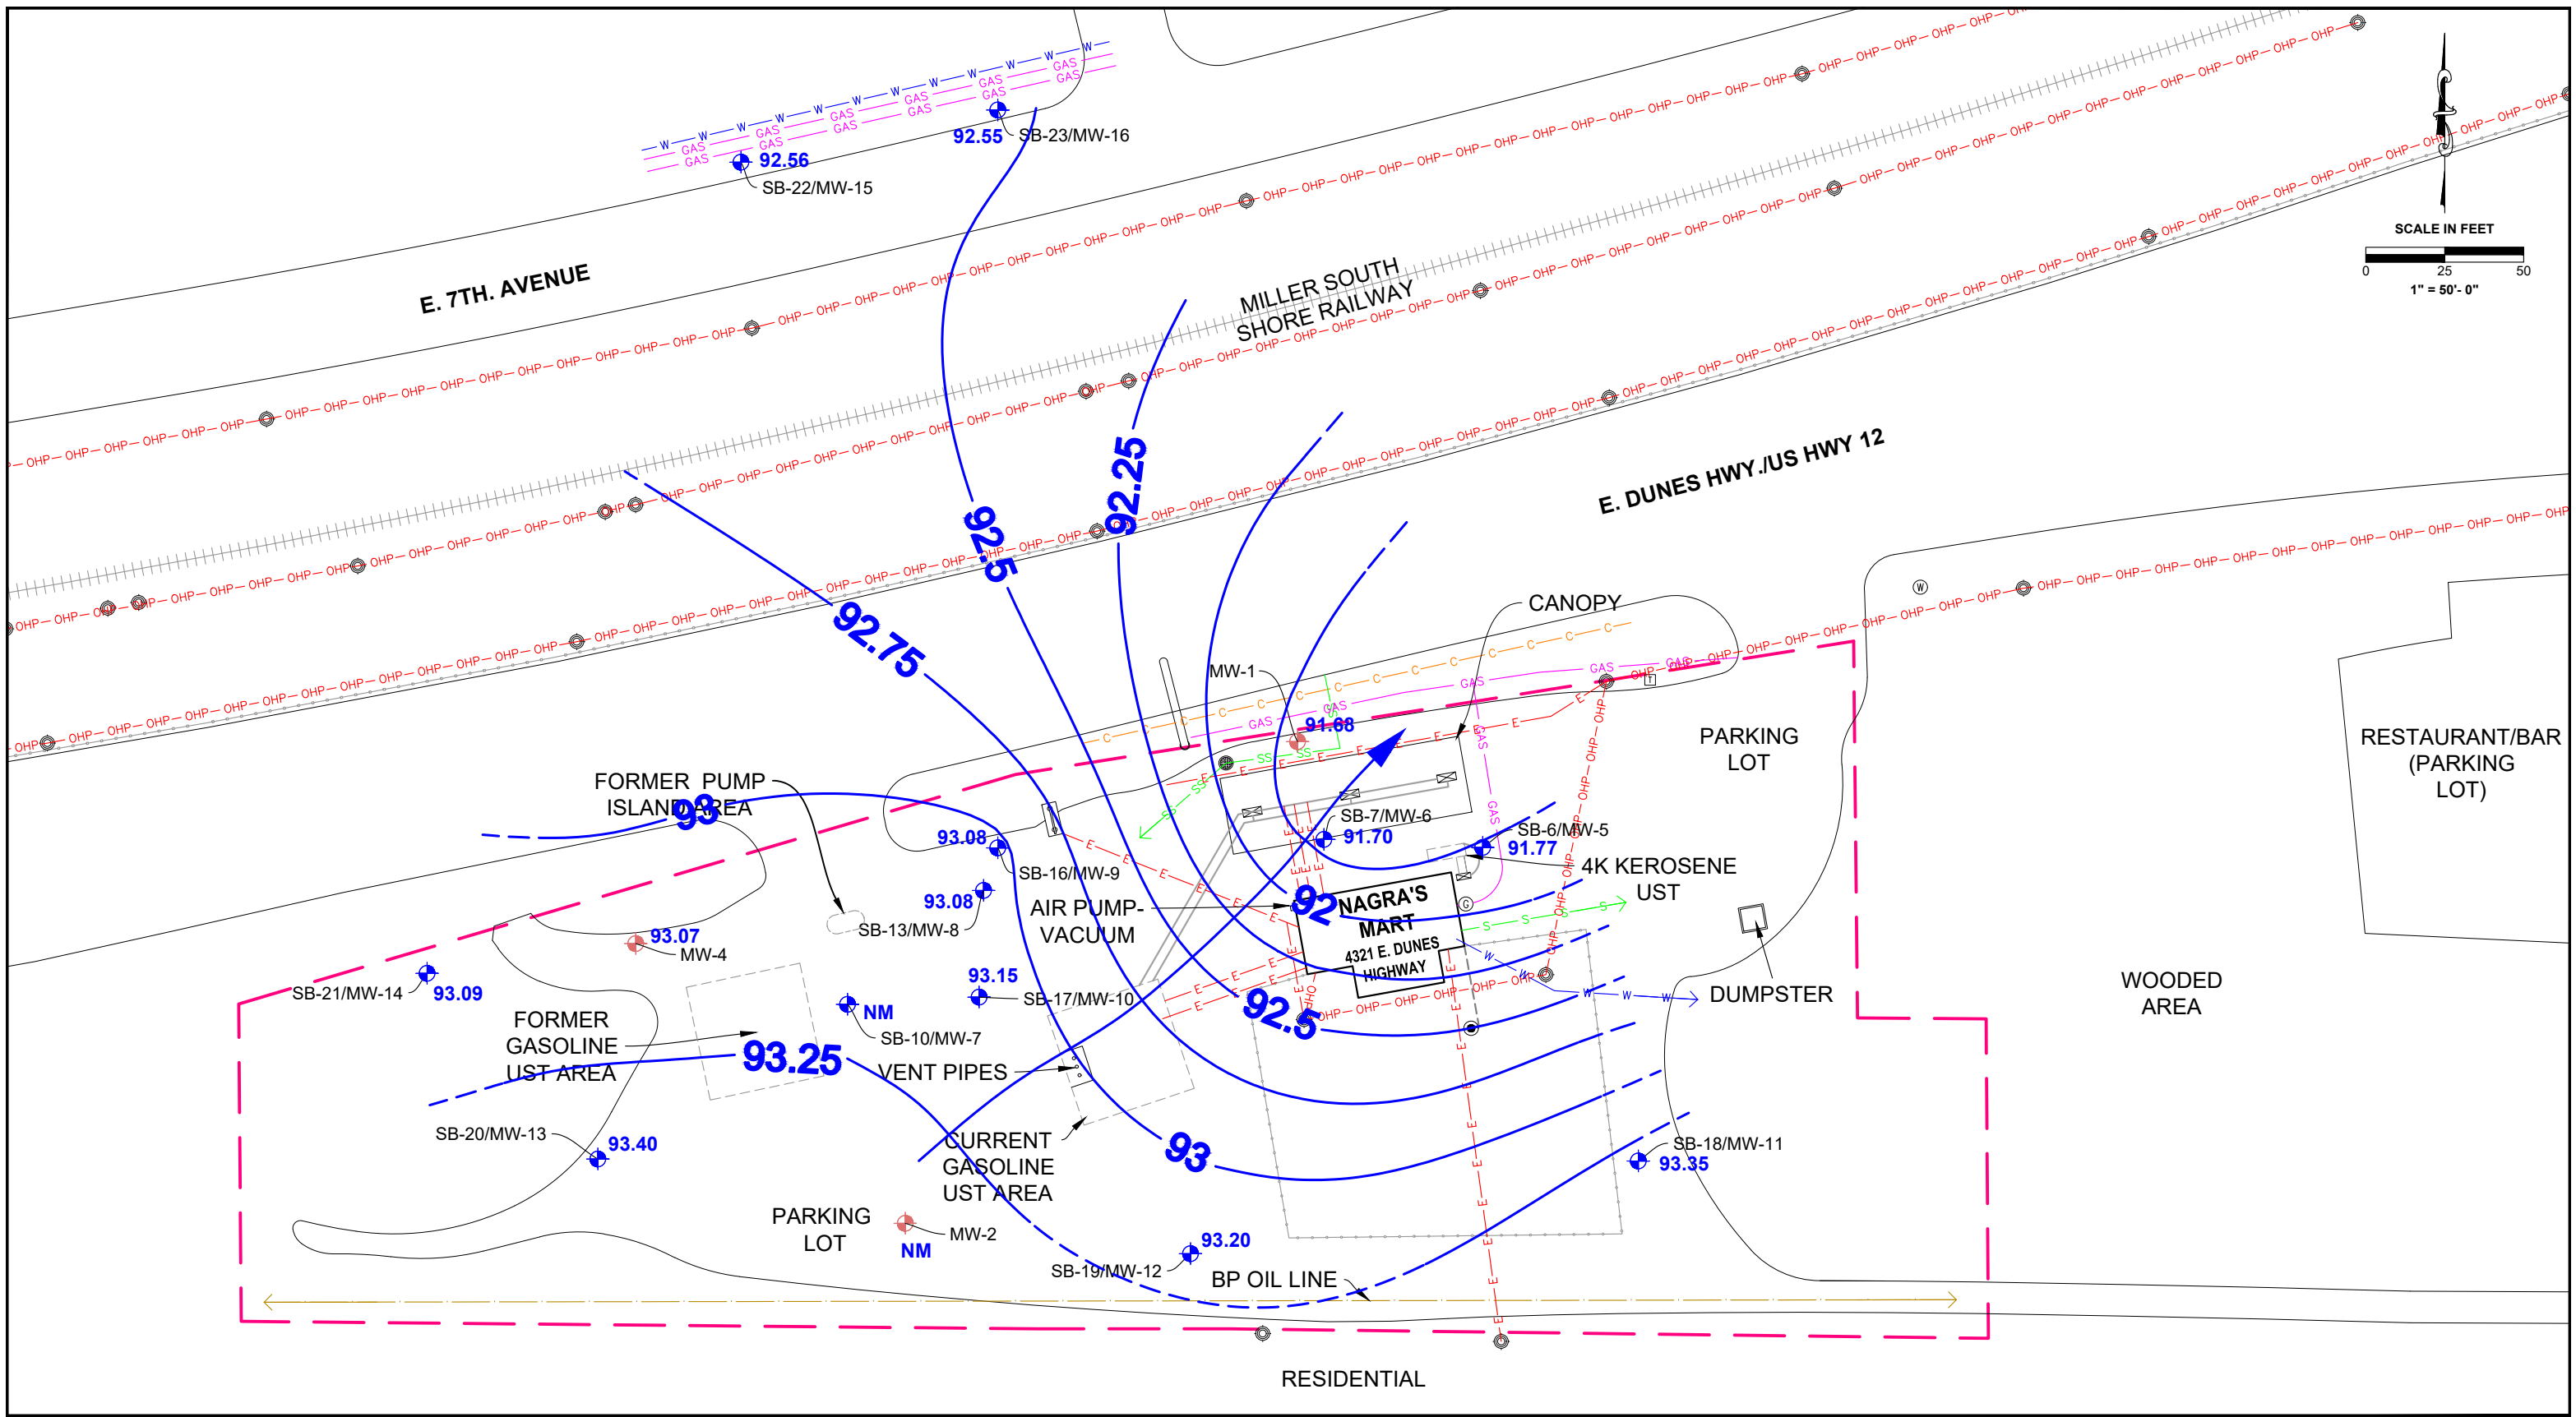 92.55
SB-23/MW-16
92.56
SB-22/MW-15
SCALE IN FEET
0 25 50
1" = 50'- 0"
E. 7TH. AVENUE
MILLER SOUTH
SHORE RAILWAY
E. DUNES HWY./US HWY 12
92.25
92.5
92.75
CANOPY
MW-1
91.68
PARKING
LOT
RESTAURANT/BAR
(PARKING
LOT)
FORMER PUMP
ISLAND AREA
93
93.08
SB-16/MW-9
SB-7/MW-6
91.70
SB-6/MW-5
91.77
4K KEROSENE
UST
93.08
SB-13/MW-8
AIR PUMP-
VACUUM
92
NAGRA'S
MART
4321 E. DUNES
HIGHWAY
93.07
MW-4
SB-21/MW-14
93.09
93.15
SB-17/MW-10
NM
SB-10/MW-7
92.5
DUMPSTER
WOODED
AREA
FORMER
GASOLINE
UST AREA
93.25
VENT PIPES
SB-20/MW-13
93.40
CURRENT
GASOLINE
UST AREA
93
SB-18/MW-11
93.35
PARKING
LOT
MW-2
NM
93.20
SB-19/MW-12
BP OIL LINE
RESIDENTIAL
W
GAS
OHP
C
E
S
SS
T
G